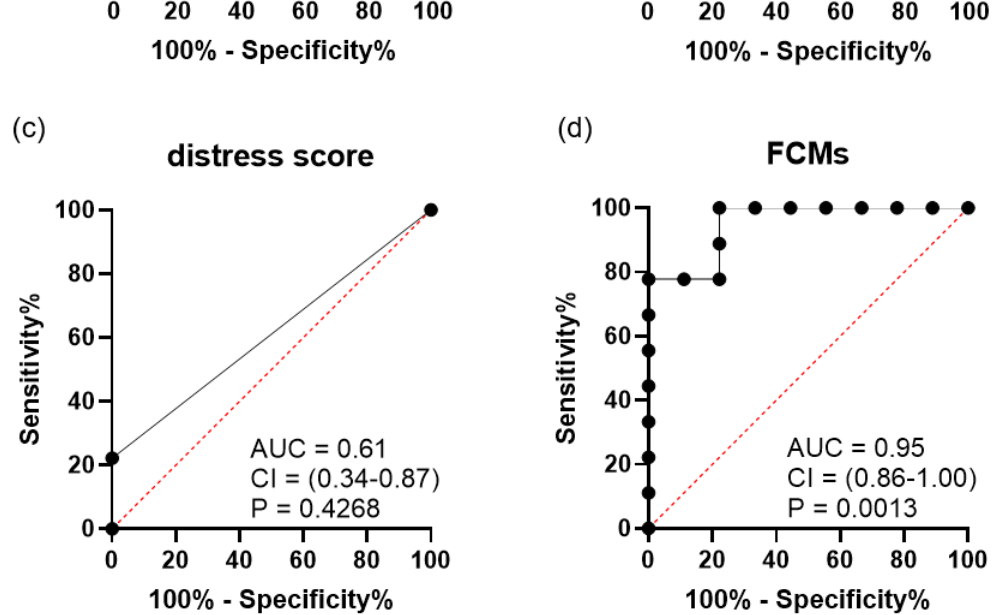 0 20 40 60 80 100 0 20 40 60 80 100
100% - Specificity% 100% - Specificity%
(c)
distress score
100
80
60
40
20
0
Sensitivity%
AUC = 0.61
CI = (0.34-0.87)
P = 0.4268
0 20 40 60 80 100
100% - Specificity%
(d)
FCMs
100
80
60
40
20
0
Sensitivity%
AUC = 0.95
CI = (0.86-1.00)
P = 0.0013
0 20 40 60 80 100
100% - Specificity%